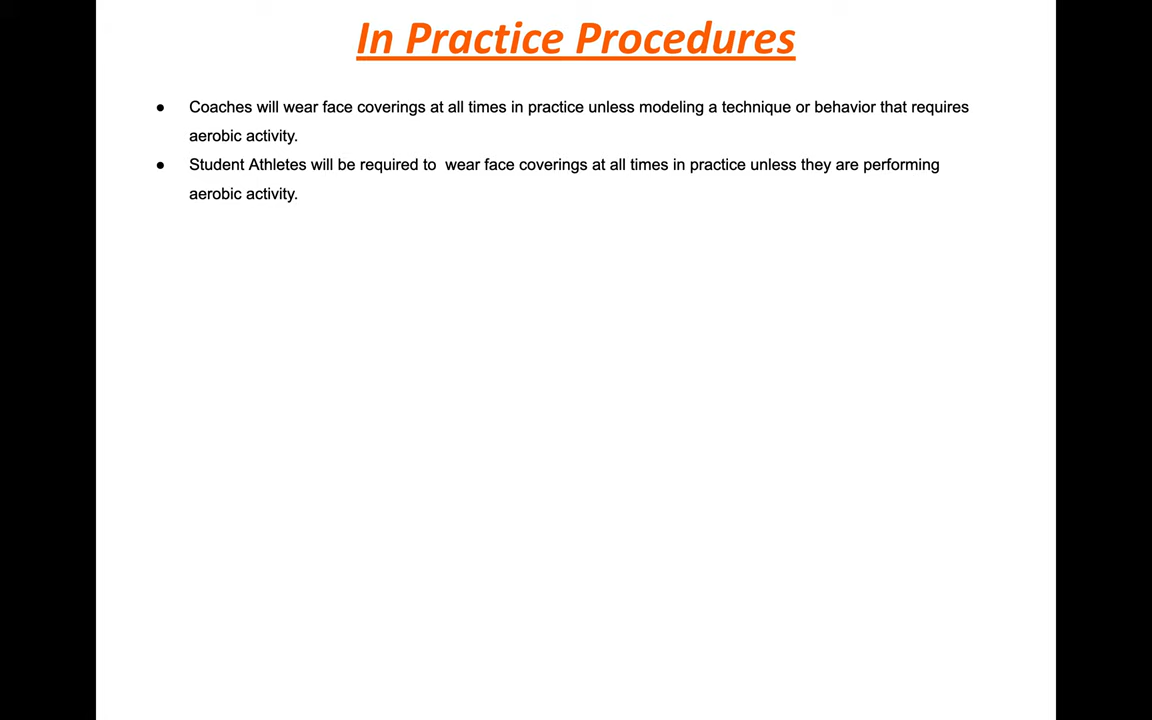 In Practice Procedures
● Coaches will wear face coverings at all times in practice unless modeling a technique or behavior that requires
aerobic activity.
● Student Athletes will be required to  wear face coverings at all times in practice unless they are performing
aerobic activity.